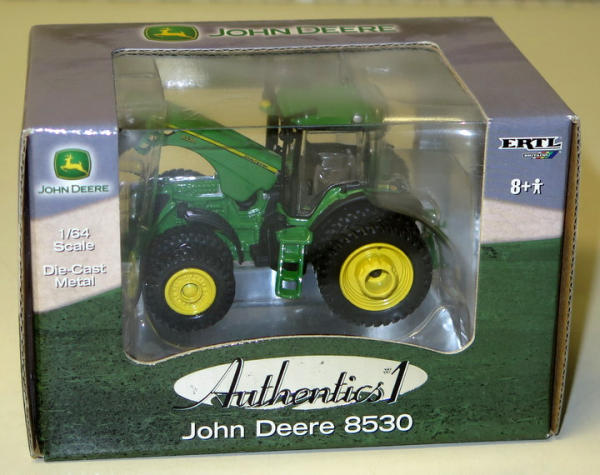 JOHN DEERE
JOHN DEERE
1/64
Scale
Die-Cast
Metal
ERTL
8+
Authentics 1
John Deere 8530